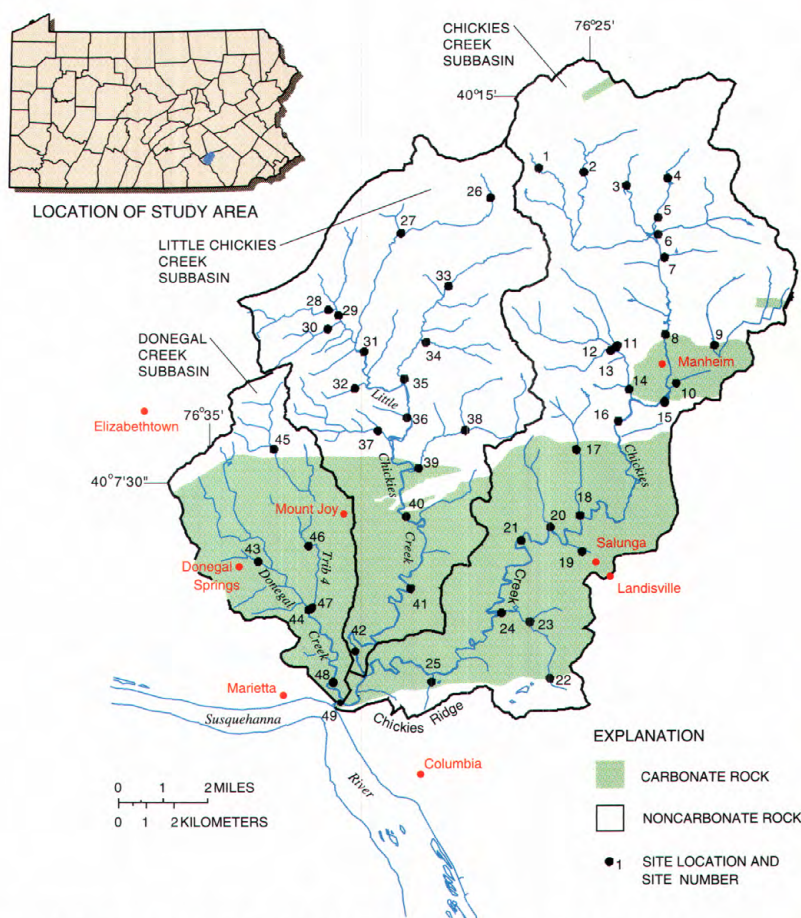 CHICKIES
CREEK
SUBBASIN
76°25'
40°15'
LOCATION OF STUDY AREA
LITTLE CHICKIES
CREEK
SUBBASIN
DONEGAL
CREEK
SUBBASIN
1
2
3
4
5
6
7
26
27
33
28
29
30
31
34
8
9
11
12
13
Manheim
32
35
14
10
15
Little
36
16
Elizabethtown
76°35'
37
38
45
17
Chickies
Chickies
39
40°7'30"
40
18
Mount Joy
20
21
46
Creek
19
Salunga
43
Trib 4
Donegal
Springs
Landisville
Donegal
41
Creek
47
44
24
23
Creek
42
48
25
22
Marietta
49
Chickies Ridge
Susquehanna
River
Columbia
0 1 2 MILES
0 1 2 KILOMETERS
EXPLANATION
CARBONATE ROCK
NONCARBONATE ROCK
1 SITE LOCATION AND
SITE NUMBER